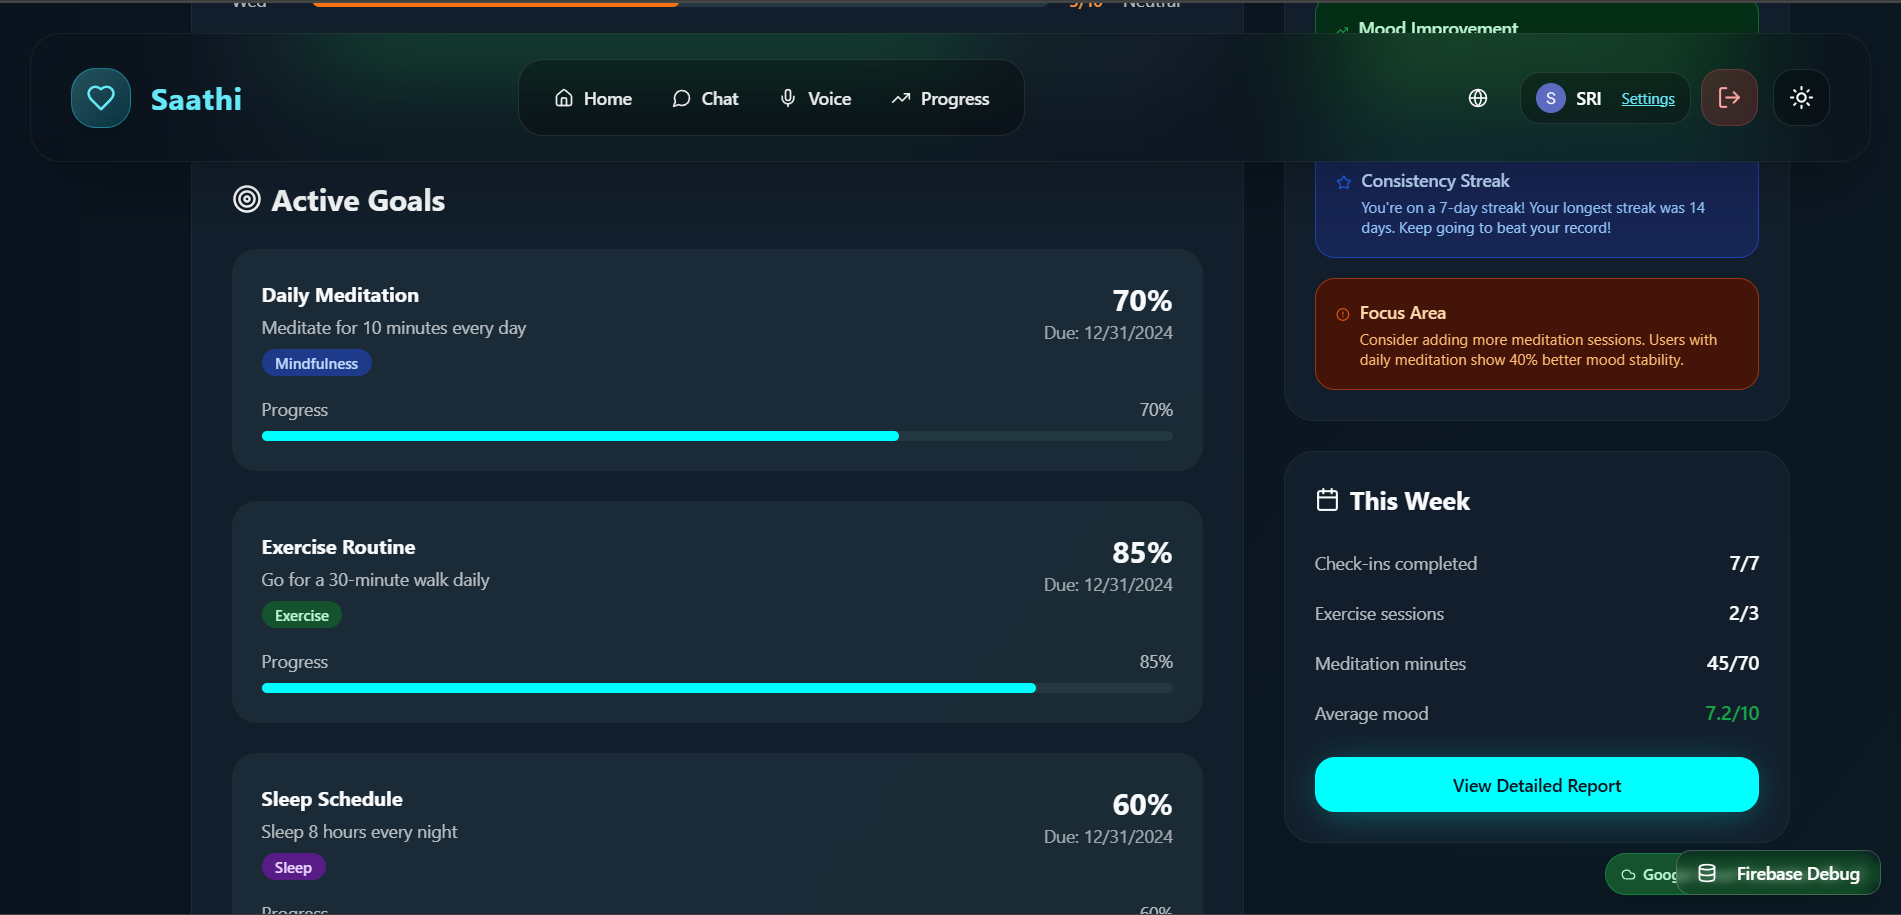 Wed 5/10 Neutral
Mood Improvement
Saathi
Home Chat Voice Progress
S SRI Settings
Active Goals
Daily Meditation
70%
Meditate for 10 minutes every day
Due: 12/31/2024
Mindfulness
Progress 70%
Exercise Routine
85%
Go for a 30-minute walk daily
Due: 12/31/2024
Exercise
Progress 85%
Sleep Schedule
60%
Sleep 8 hours every night
Due: 12/31/2024
Sleep
Progress 60%
Consistency Streak
You're on a 7-day streak! Your longest streak was 14
days. Keep going to beat your record!
Focus Area
Consider adding more meditation sessions. Users with
daily meditation show 40% better mood stability.
This Week
Check-ins completed 7/7
Exercise sessions 2/3
Meditation minutes 45/70
Average mood 7.2/10
View Detailed Report
Firebase Debug